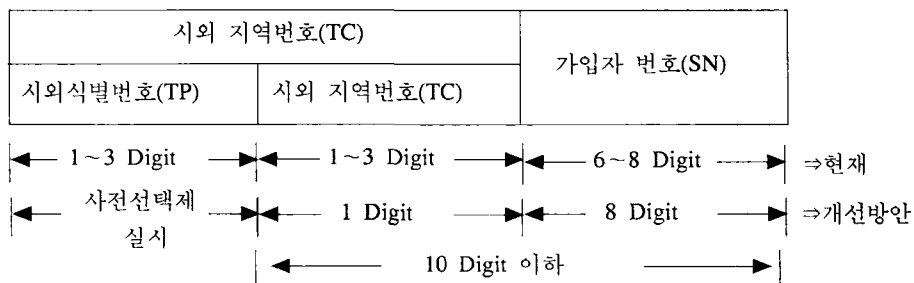 시외 지역번호(TC)
가입자 번호(SN)
시외식별번호(TP) 시외 지역번호(TC)
1~3 Digit 1~3 Digit 6~8 Digit ⇒현재
사전선택제 실시 1 Digit 8 Digit ⇒개선방안
10 Digit 이하